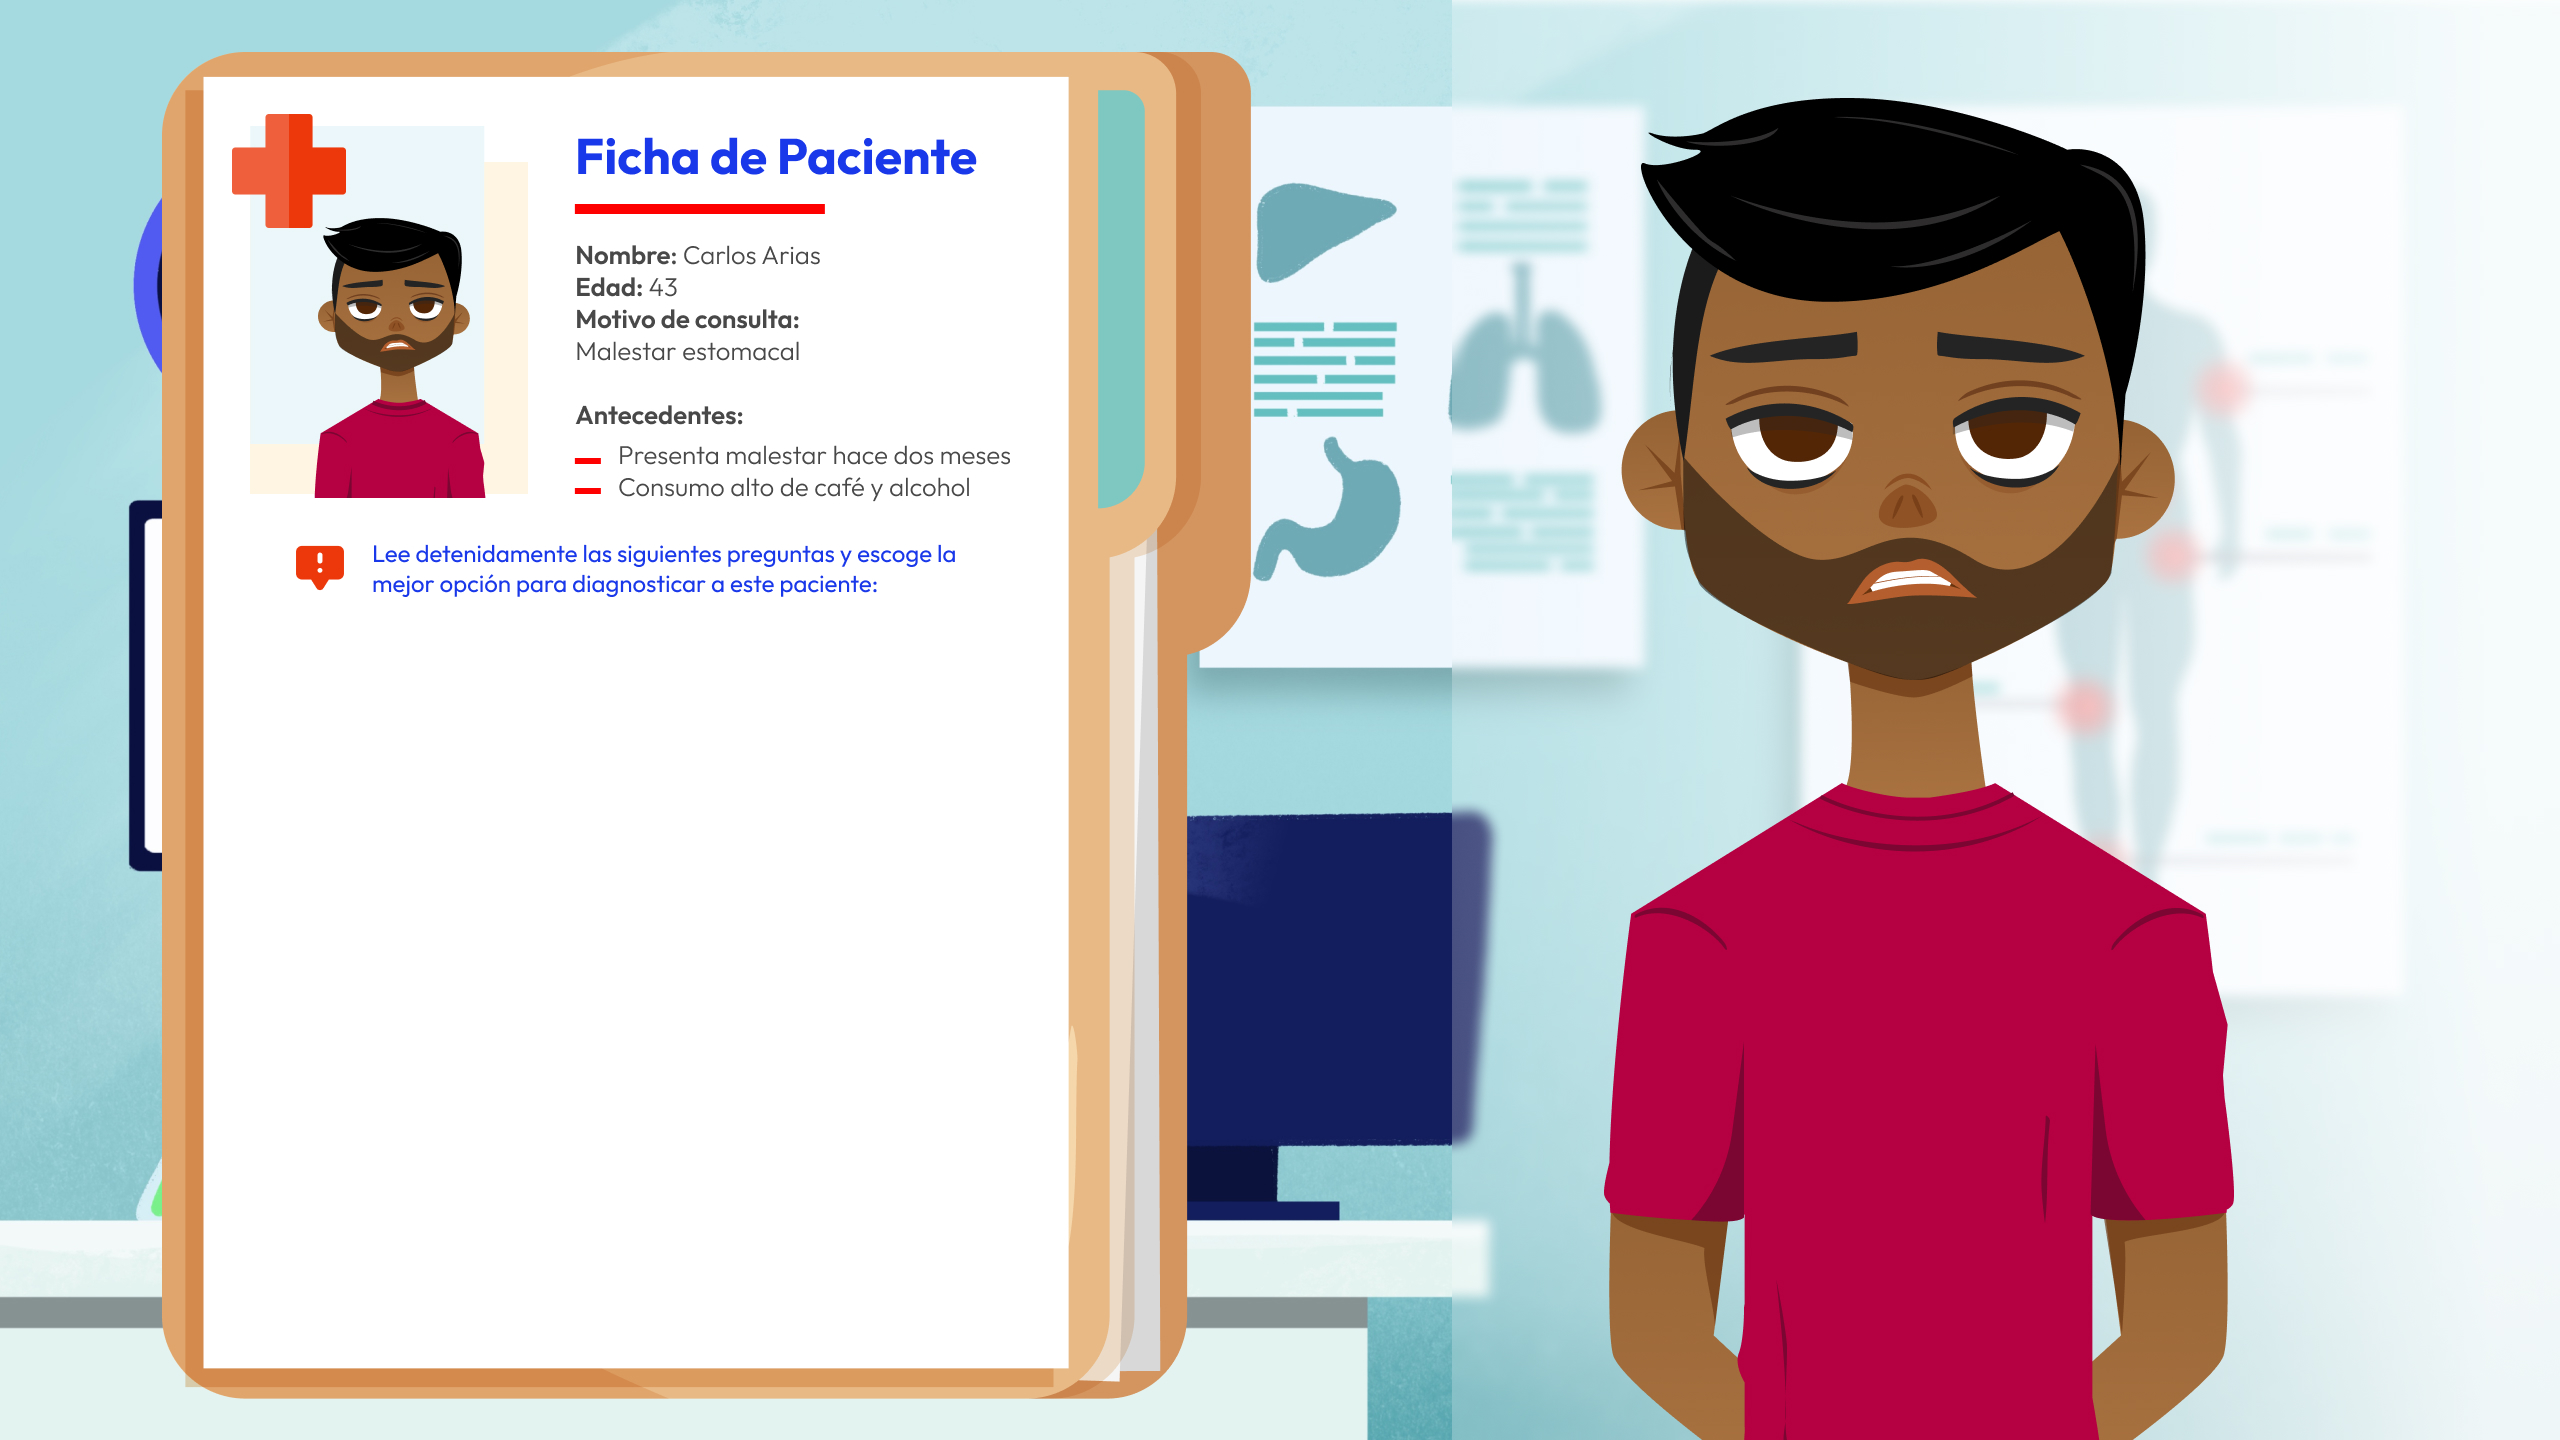 Ficha de Paciente
Nombre: Carlos Arias
Edad: 43
Motivo de consulta:
Malestar estomacal
Antecedentes:
Presenta malestar hace dos meses
Consumo alto de café y alcohol
Lee detenidamente las siguientes preguntas y escoge la
mejor opción para diagnosticar a este paciente: